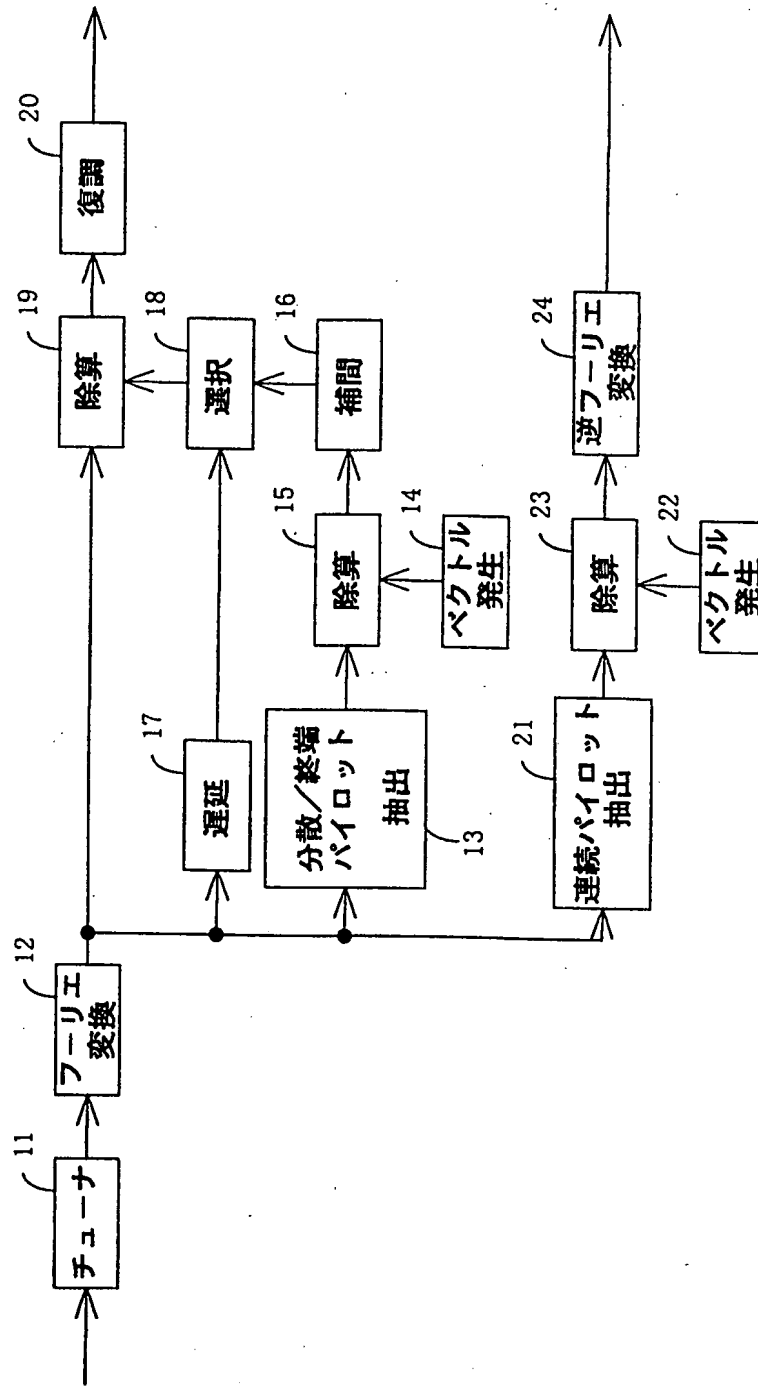 11
チューナ
12
フーリエ
変換
17
遅延
分散／終端
パイロット
抽出
13
15
除算
14
ベクトル
発生
16
補間
18
選択
19
除算
20
復調
21
連続パイロット
抽出
23
除算
22
ベクトル
発生
24
逆フーリエ
変換